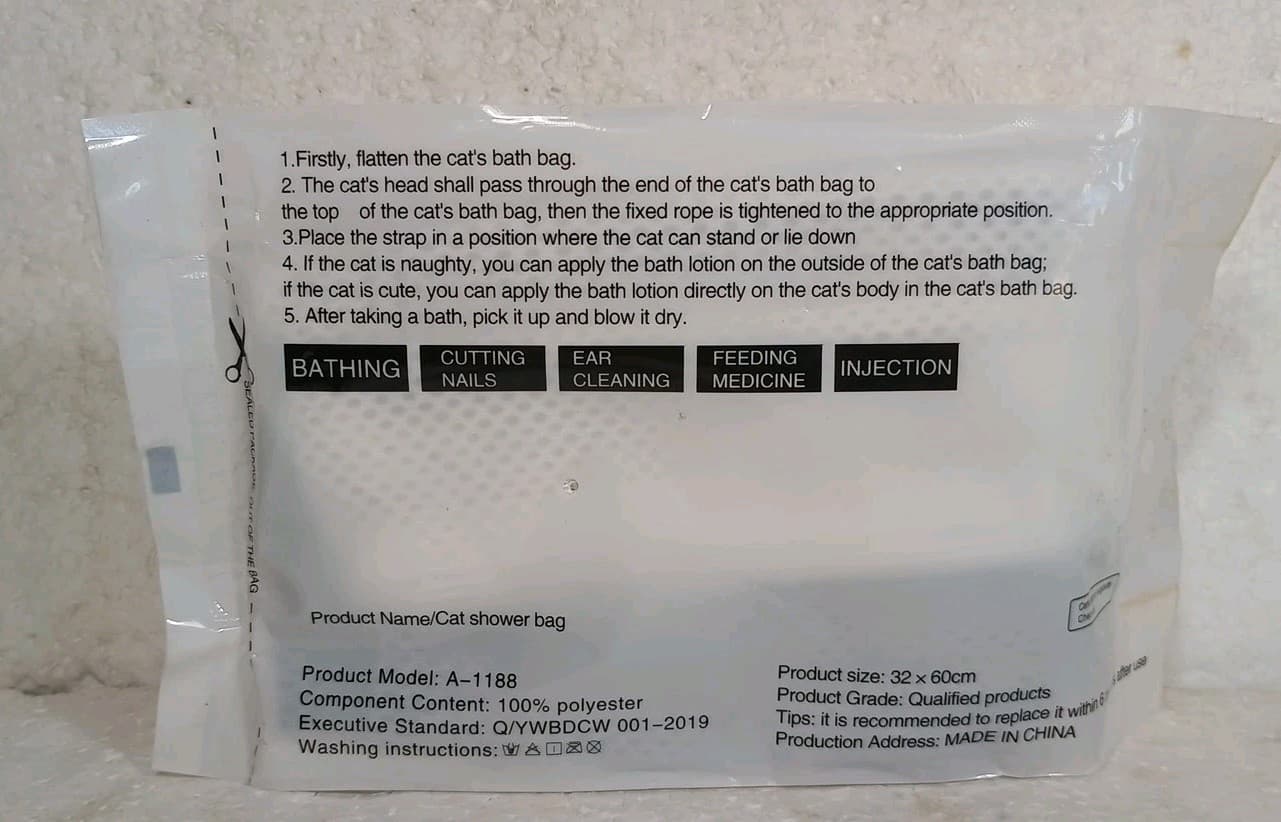 1.Firstly, flatten the cat's bath bag.
2. The cat's head shall pass through the end of the cat's bath bag to
the top of the cat's bath bag, then the fixed rope is tightened to the appropriate position.
3.Place the strap in a position where the cat can stand or lie down
4. If the cat is naughty, you can apply the bath lotion on the outside of the cat's bath bag;
if the cat is cute, you can apply the bath lotion directly on the cat's body in the cat's bath bag.
5. After taking a bath, pick it up and blow it dry.
BATHING
CUTTING
NAILS
EAR
CLEANING
FEEDING
MEDICINE
INJECTION
SEALED OUT OF THE BAG
Product Name/Cat shower bag
Product Model: A-1188
Component Content: 100% polyester
Executive Standard: Q/YWBDCW 001-2019
Washing instructions:
Product size: 32 × 60cm
Product Grade: Qualified products
Tips: it is recommended to replace it within 6 after use
Production Address: MADE IN CHINA